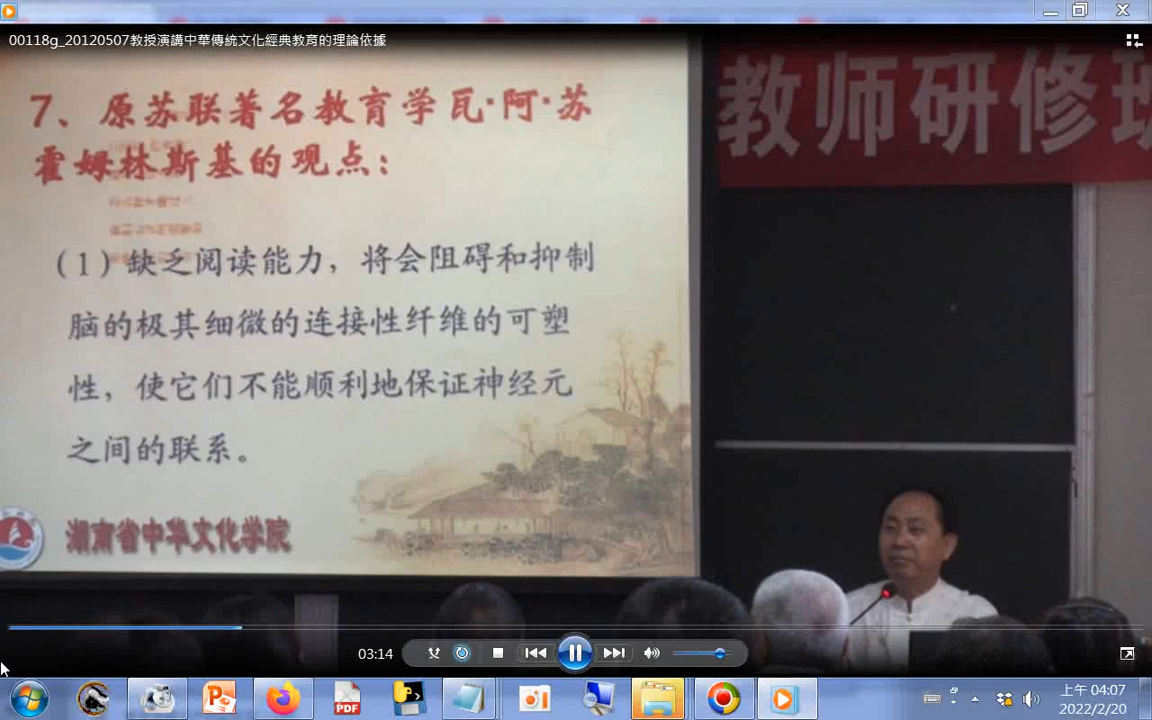 00118g_20120507教授演講中華傳統文化經典教育的理論依據
7、原苏联著名教育学瓦·阿·苏
霍姆林斯基的观点：
（1）缺乏阅读能力，将会阻碍和抑制
脑的极其细微的连接性纤维的可塑
性，使它们不能顺利地保证神经元
之间的联系。
湖南省中华文化学院
教师研修班
03:14
PDF
上午 04:07
2022/2/20